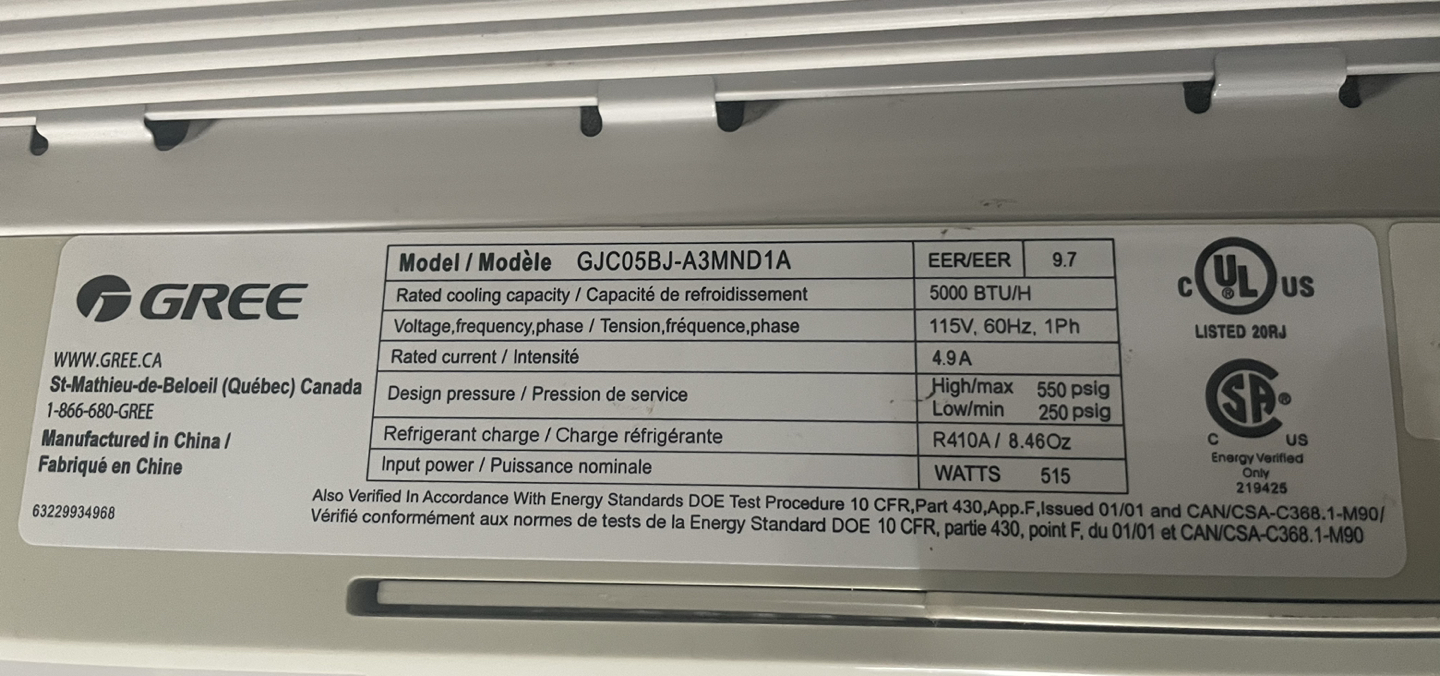 GREE
WWW.GREE.CA
St-Mathieu-de-Beloeil (Québec) Canada
1-866-680-GREE
Manufactured in China /
Fabriqué en Chine
63229934968
Model / Modèle GJC05BJ-A3MND1A EER/EER 9.7
Rated cooling capacity / Capacité de refroidissement 5000 BTU/H
Voltage,frequency,phase / Tension,fréquence,phase 115V, 60Hz, 1Ph
Rated current / Intensité 4.9 A
Design pressure / Pression de service High/max 550 psig
Low/min 250 psig
Refrigerant charge / Charge réfrigérante R410A / 8.46Oz
Input power / Puissance nominale WATTS 515
Also Verified In Accordance With Energy Standards DOE Test Procedure 10 CFR,Part 430,App.F,Issued 01/01 and CAN/CSA-C368.1-M90/
Vérifié conformément aux normes de tests de la Energy Standard DOE 10 CFR, partie 430, point F, du 01/01 et CAN/CSA-C368.1-M90
C UL® US
LISTED 20RJ
CSA®
C US
Energy Verified
Only
219425